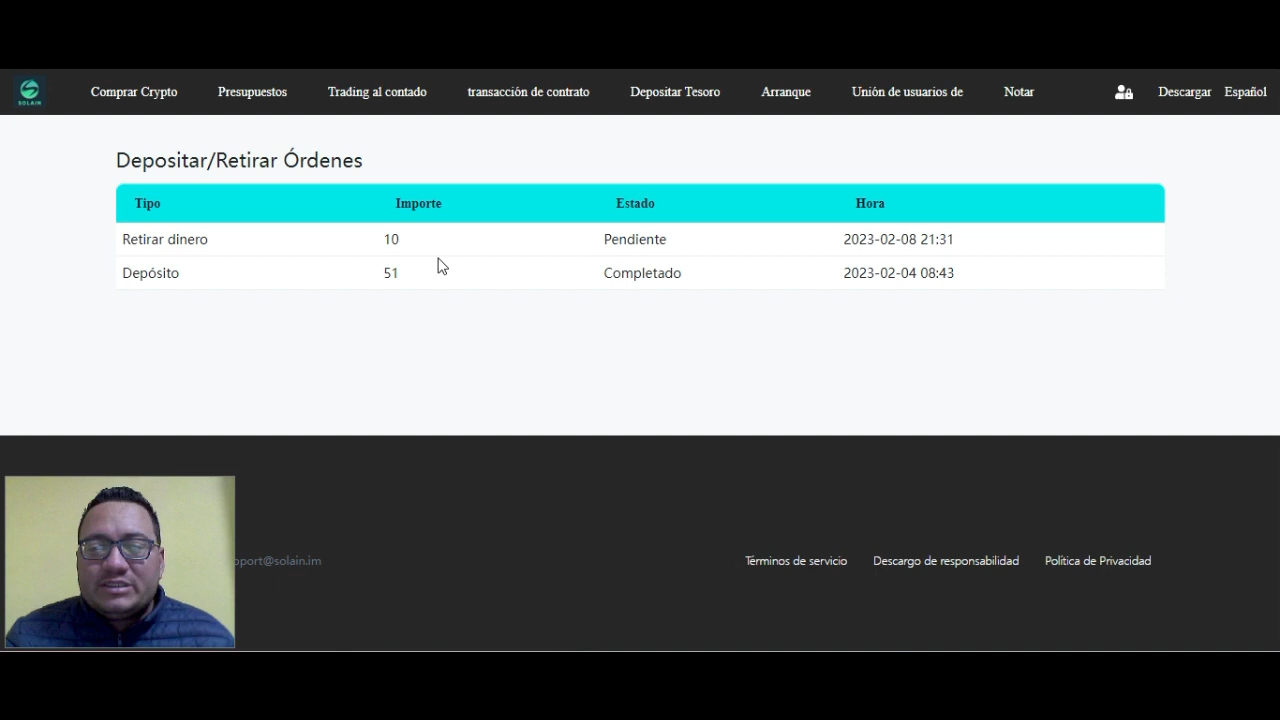 SOLAIN
Comprar Crypto Presupuestos Trading al contado transacción de contrato Depositar Tesoro Arranque Unión de usuarios de Notar Descargar Español
Depositar/Retirar Órdenes
Tipo Importe Estado Hora
Retirar dinero 10 Pendiente 2023-02-08 21:31
Depósito 51 Completado 2023-02-04 08:43
pport@solain.im Términos de servicio Descargo de responsabilidad Política de Privacidad